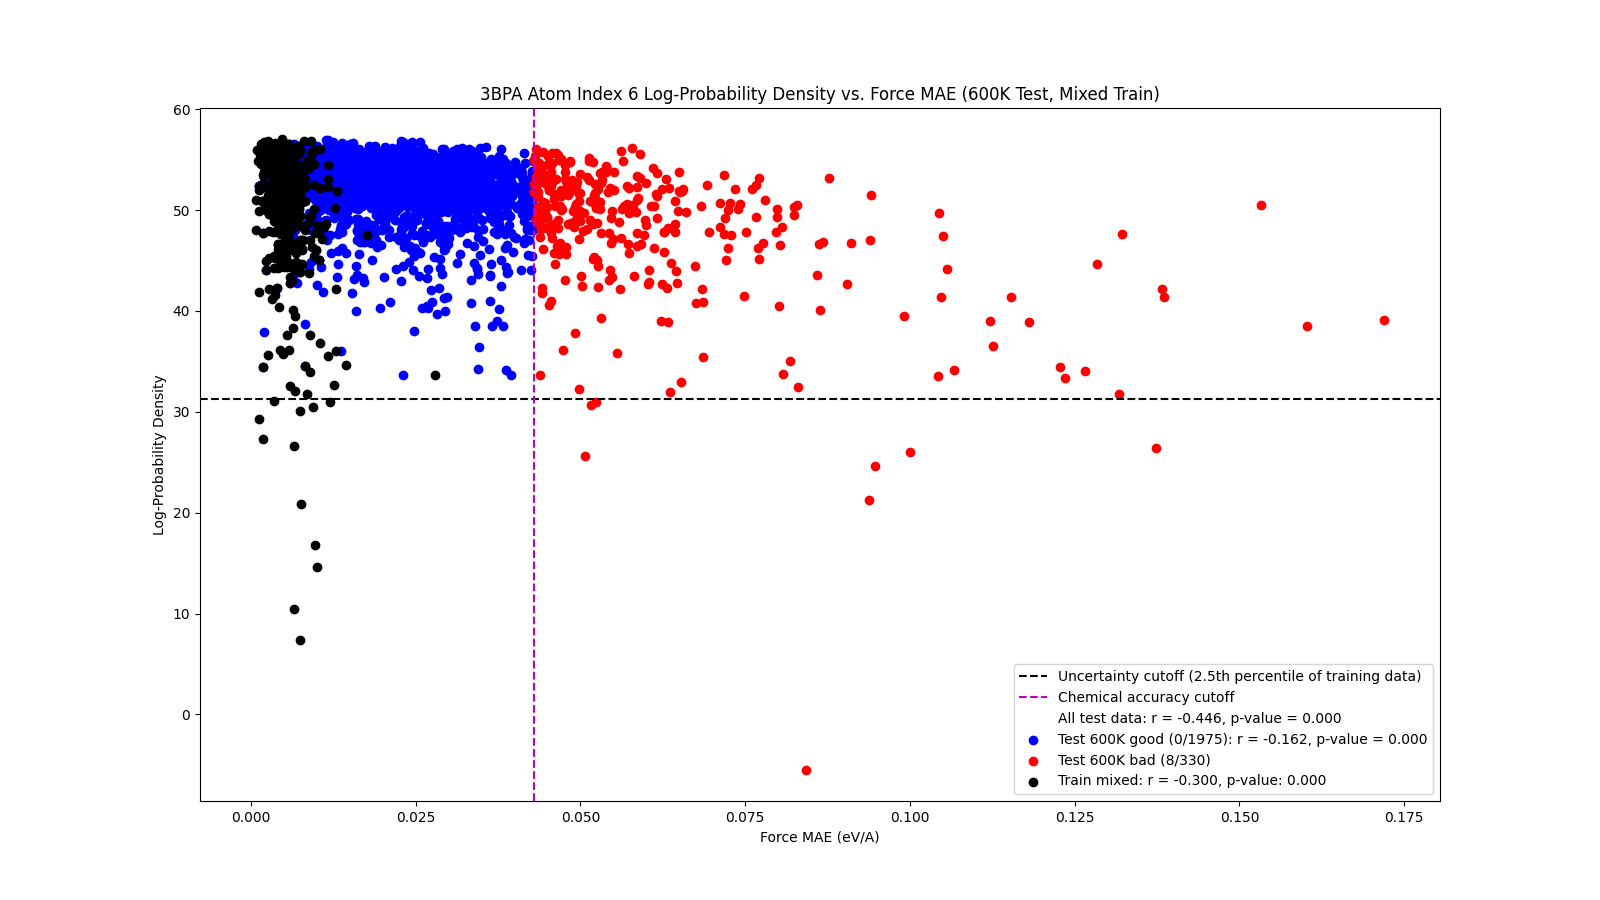 3BPA Atom Index 6 Log-Probability Density vs. Force MAE (600K Test, Mixed Train)
60
50
40
30
20
10
0
Log-Probability Density
Uncertainty cutoff (2.5th percentile of training data)
Chemical accuracy cutoff
All test data: r = -0.446, p-value = 0.000
Test 600K good (0/1975): r = -0.162, p-value = 0.000
Test 600K bad (8/330)
Train mixed: r = -0.300, p-value: 0.000
0.000 0.025 0.050 0.075 0.100 0.125 0.150 0.175
Force MAE (eV/A)